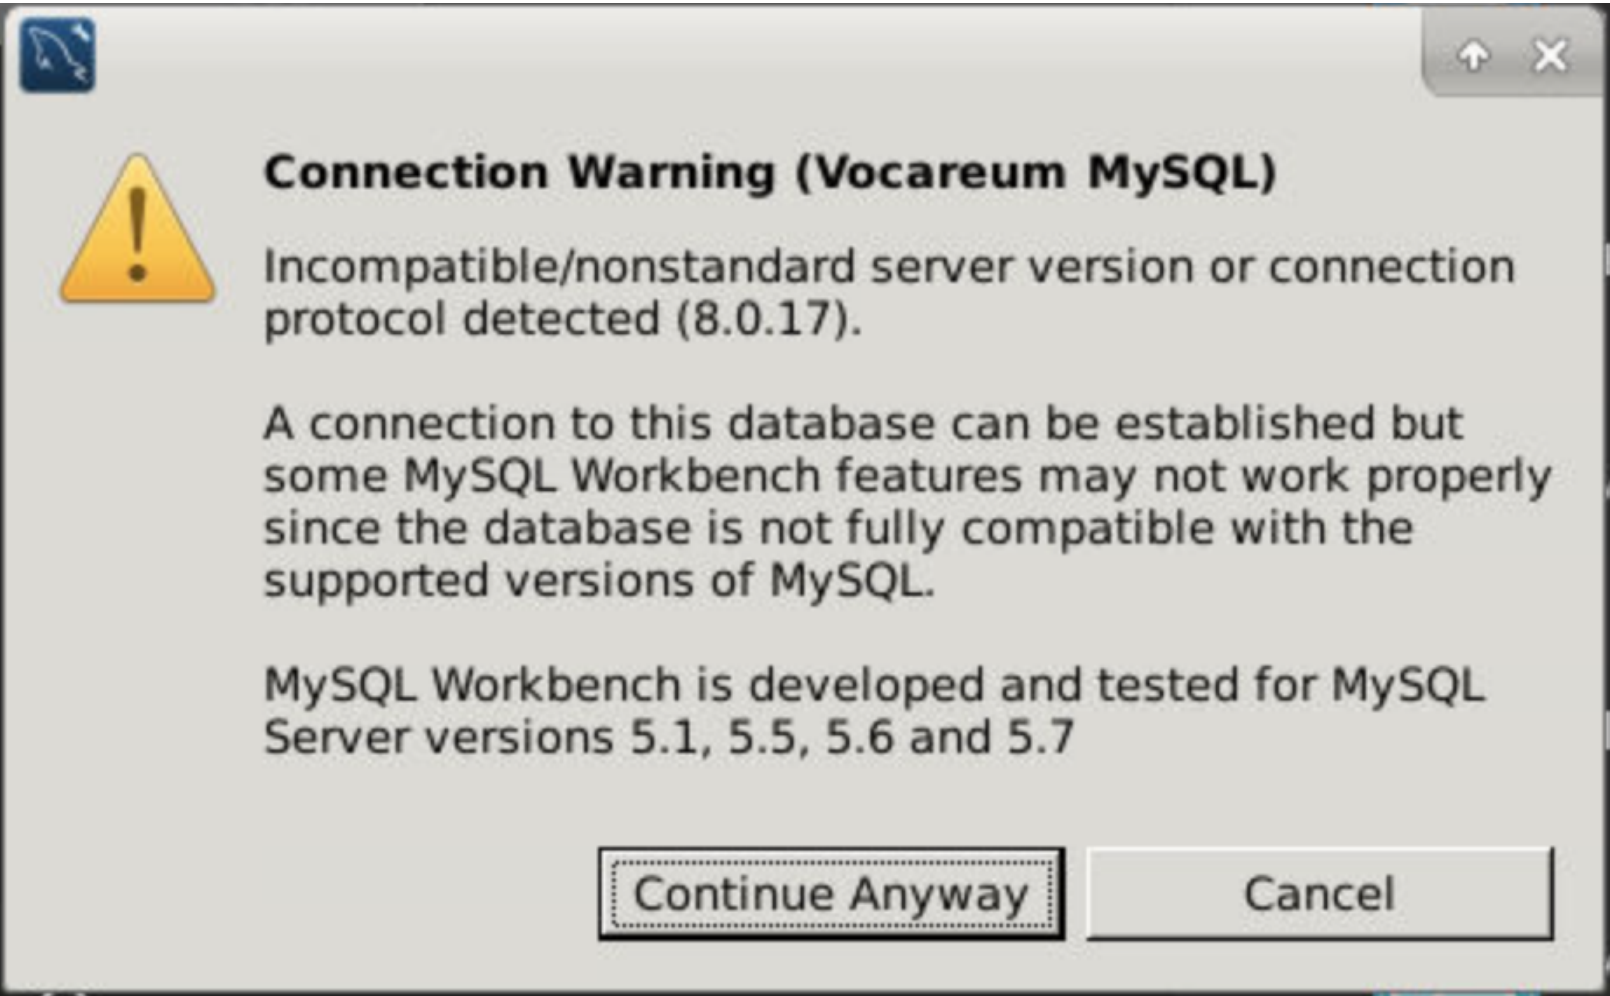 Connection Warning (Vocareum MySQL)
Incompatible/nonstandard server version or connection
protocol detected (8.0.17).
A connection to this database can be established but
some MySQL Workbench features may not work properly
since the database is not fully compatible with the
supported versions of MySQL.
MySQL Workbench is developed and tested for MySQL
Server versions 5.1, 5.5, 5.6 and 5.7
Continue Anyway
Cancel